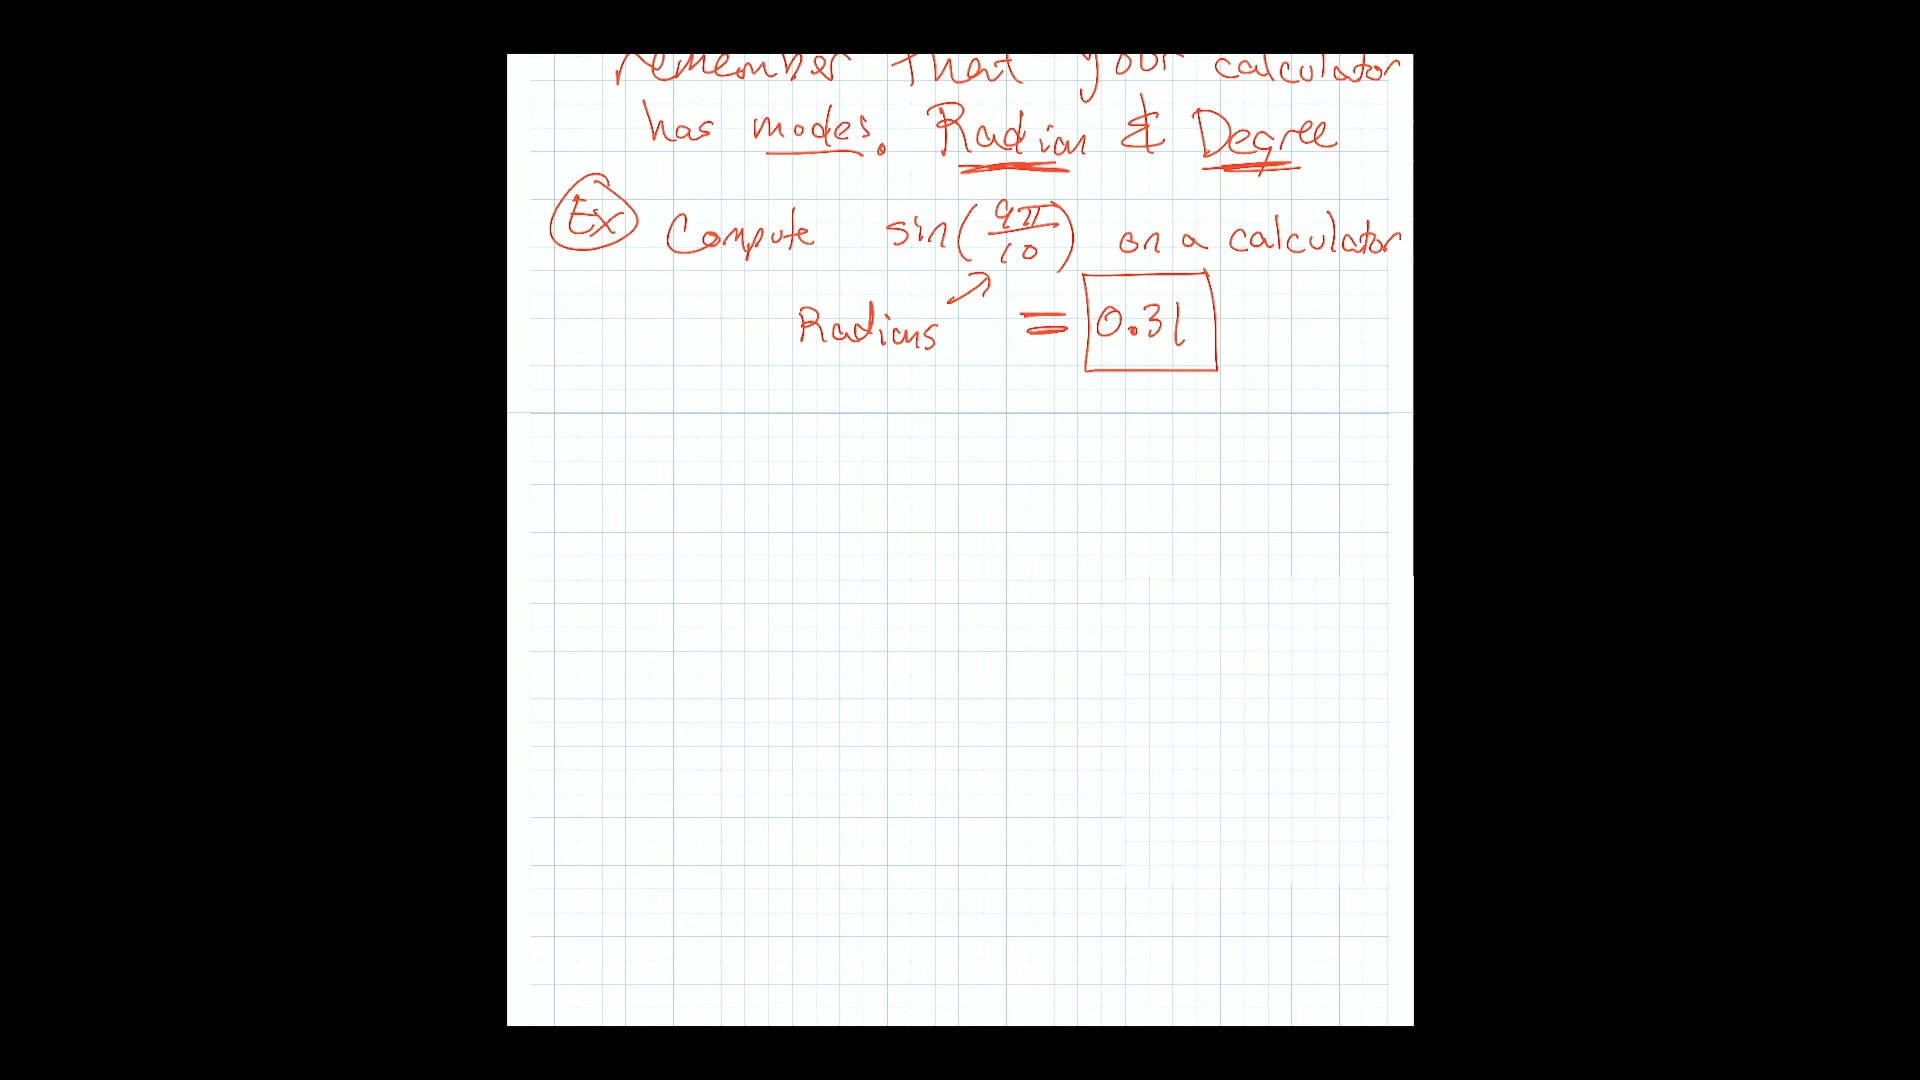 remember that your calculator
has modes. Radian & Degree
Ex Compute sin(9π/10) on a calculator
Radians = 0.31